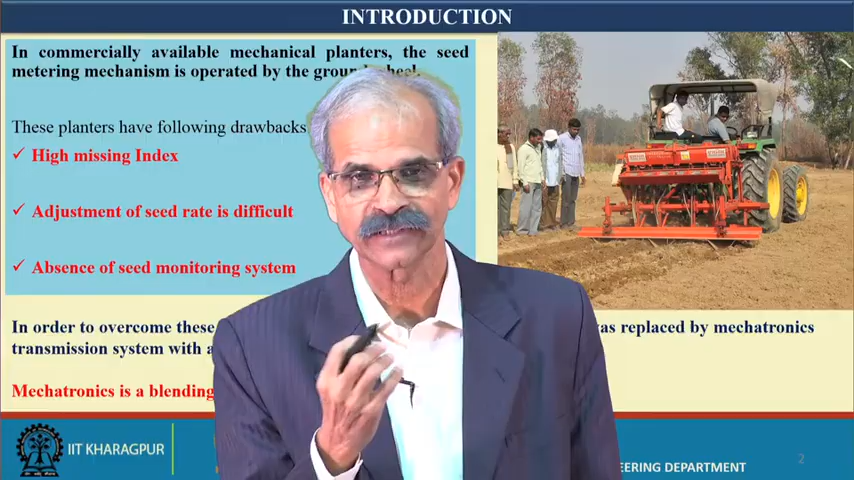 INTRODUCTION
In commercially available mechanical planters, the seed
metering mechanism is operated by the ground wheel.
These planters have following drawbacks
✓ High missing Index
✓ Adjustment of seed rate is difficult
✓ Absence of seed monitoring system
In order to overcome these was replaced by mechatronics
transmission system with a
Mechatronics is a blending
IIT KHARAGPUR
DEPARTMENT
2